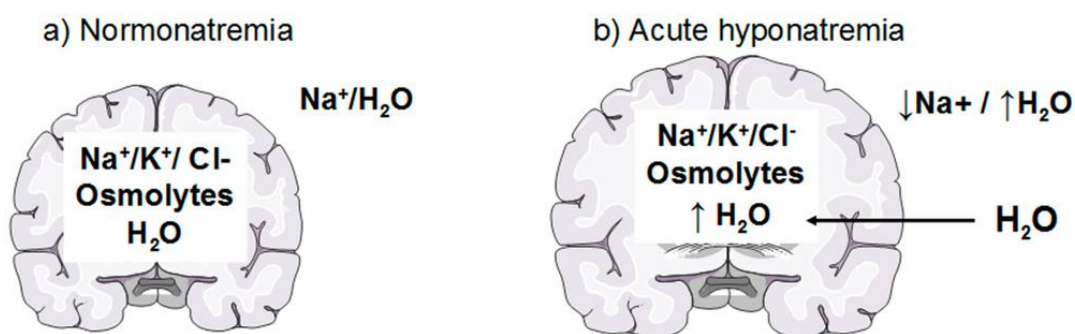 a) Normonatremia
Na⁺/H₂O
Na⁺/K⁺/ Cl-
Osmolytes
H₂O
b) Acute hyponatremia
↓Na+ / ↑H₂O
Na⁺/K⁺/Cl⁻
Osmolytes
↑ H₂O
H₂O